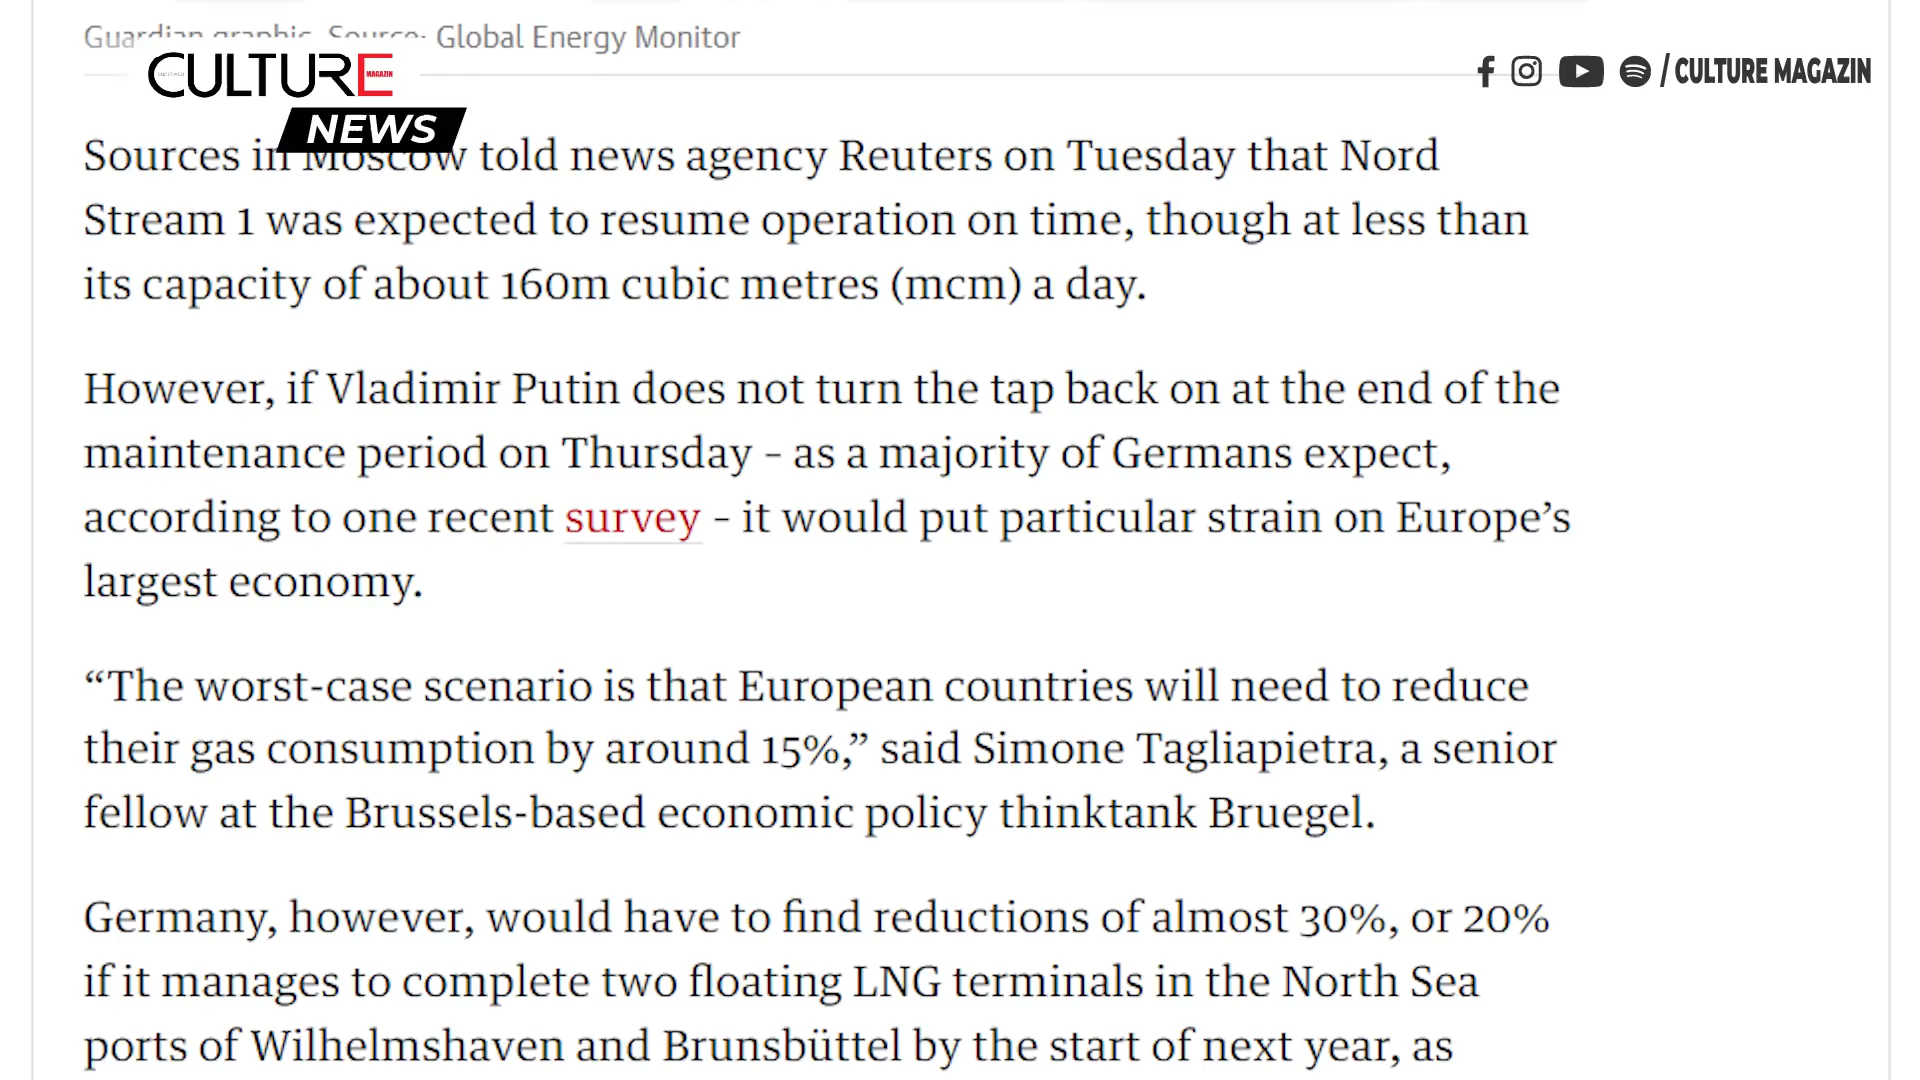 Guardian graphic. Source: Global Energy Monitor
CULTURE MAGAZIN
NEWS
/ CULTURE MAGAZIN
Sources in Moscow told news agency Reuters on Tuesday that Nord
Stream 1 was expected to resume operation on time, though at less than
its capacity of about 160m cubic metres (mcm) a day.
However, if Vladimir Putin does not turn the tap back on at the end of the
maintenance period on Thursday – as a majority of Germans expect,
according to one recent survey – it would put particular strain on Europe’s
largest economy.
“The worst-case scenario is that European countries will need to reduce
their gas consumption by around 15%,” said Simone Tagliapietra, a senior
fellow at the Brussels-based economic policy thinktank Bruegel.
Germany, however, would have to find reductions of almost 30%, or 20%
if it manages to complete two floating LNG terminals in the North Sea
ports of Wilhelmshaven and Brunsbüttel by the start of next year, as